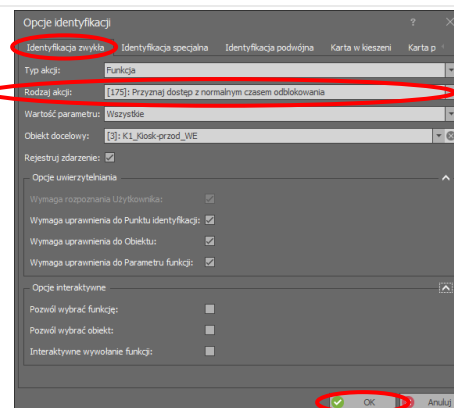 Opcje identyfikacji ?
Identyfikacja zwykła Identyfikacja specjalna Identyfikacja podwójna Karta w kieszeni Karta p
Typ akcji: Funkcja
Rodzaj akcji: [175]: Przyznaj dostęp z normalnym czasem odblokowania
Wartość parametru: Wszystkie
Obiekt docelowy: [3]: K1_Kiosk-przod_WE
Rejestruj zdarzenie:
Opcje uwierzytelniania
Wymaga rozpoznania Użytkownika:
Wymaga uprawnienia do Punktu identyfikacji:
Wymaga uprawnienia do Obiektu:
Wymaga uprawnienia do Parametru funkcji:
Opcje interaktywne
Pozwól wybrać funkcję:
Pozwól wybrać obiekt:
Interaktywne wywołanie funkcji:
OK Anuluj